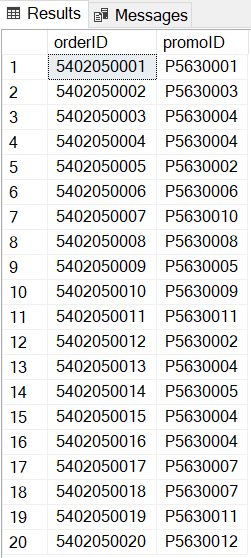 Results Messages
orderID promoID
1 5402050001 P5630001
2 5402050002 P5630003
3 5402050003 P5630004
4 5402050004 P5630004
5 5402050005 P5630002
6 5402050006 P5630006
7 5402050007 P5630010
8 5402050008 P5630008
9 5402050009 P5630005
10 5402050010 P5630009
11 5402050011 P5630011
12 5402050012 P5630002
13 5402050013 P5630004
14 5402050014 P5630005
15 5402050015 P5630004
16 5402050016 P5630004
17 5402050017 P5630007
18 5402050018 P5630007
19 5402050019 P5630011
20 5402050020 P5630012